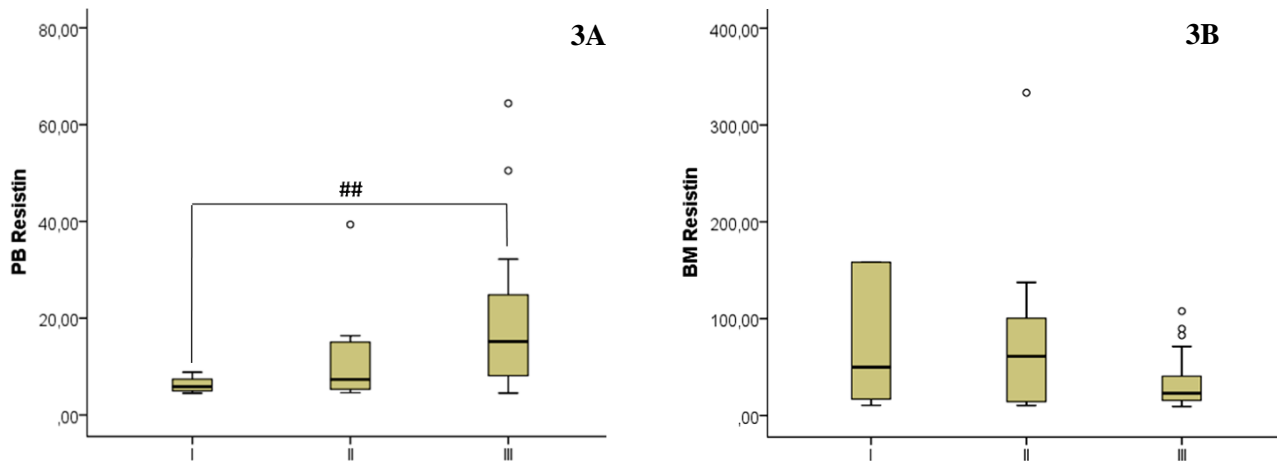 3A
80,00
60,00
40,00
20,00
,00
PB Resistin
##
I
II
III
3B
400,00
300,00
200,00
100,00
,00
BM Resistin
I
II
III